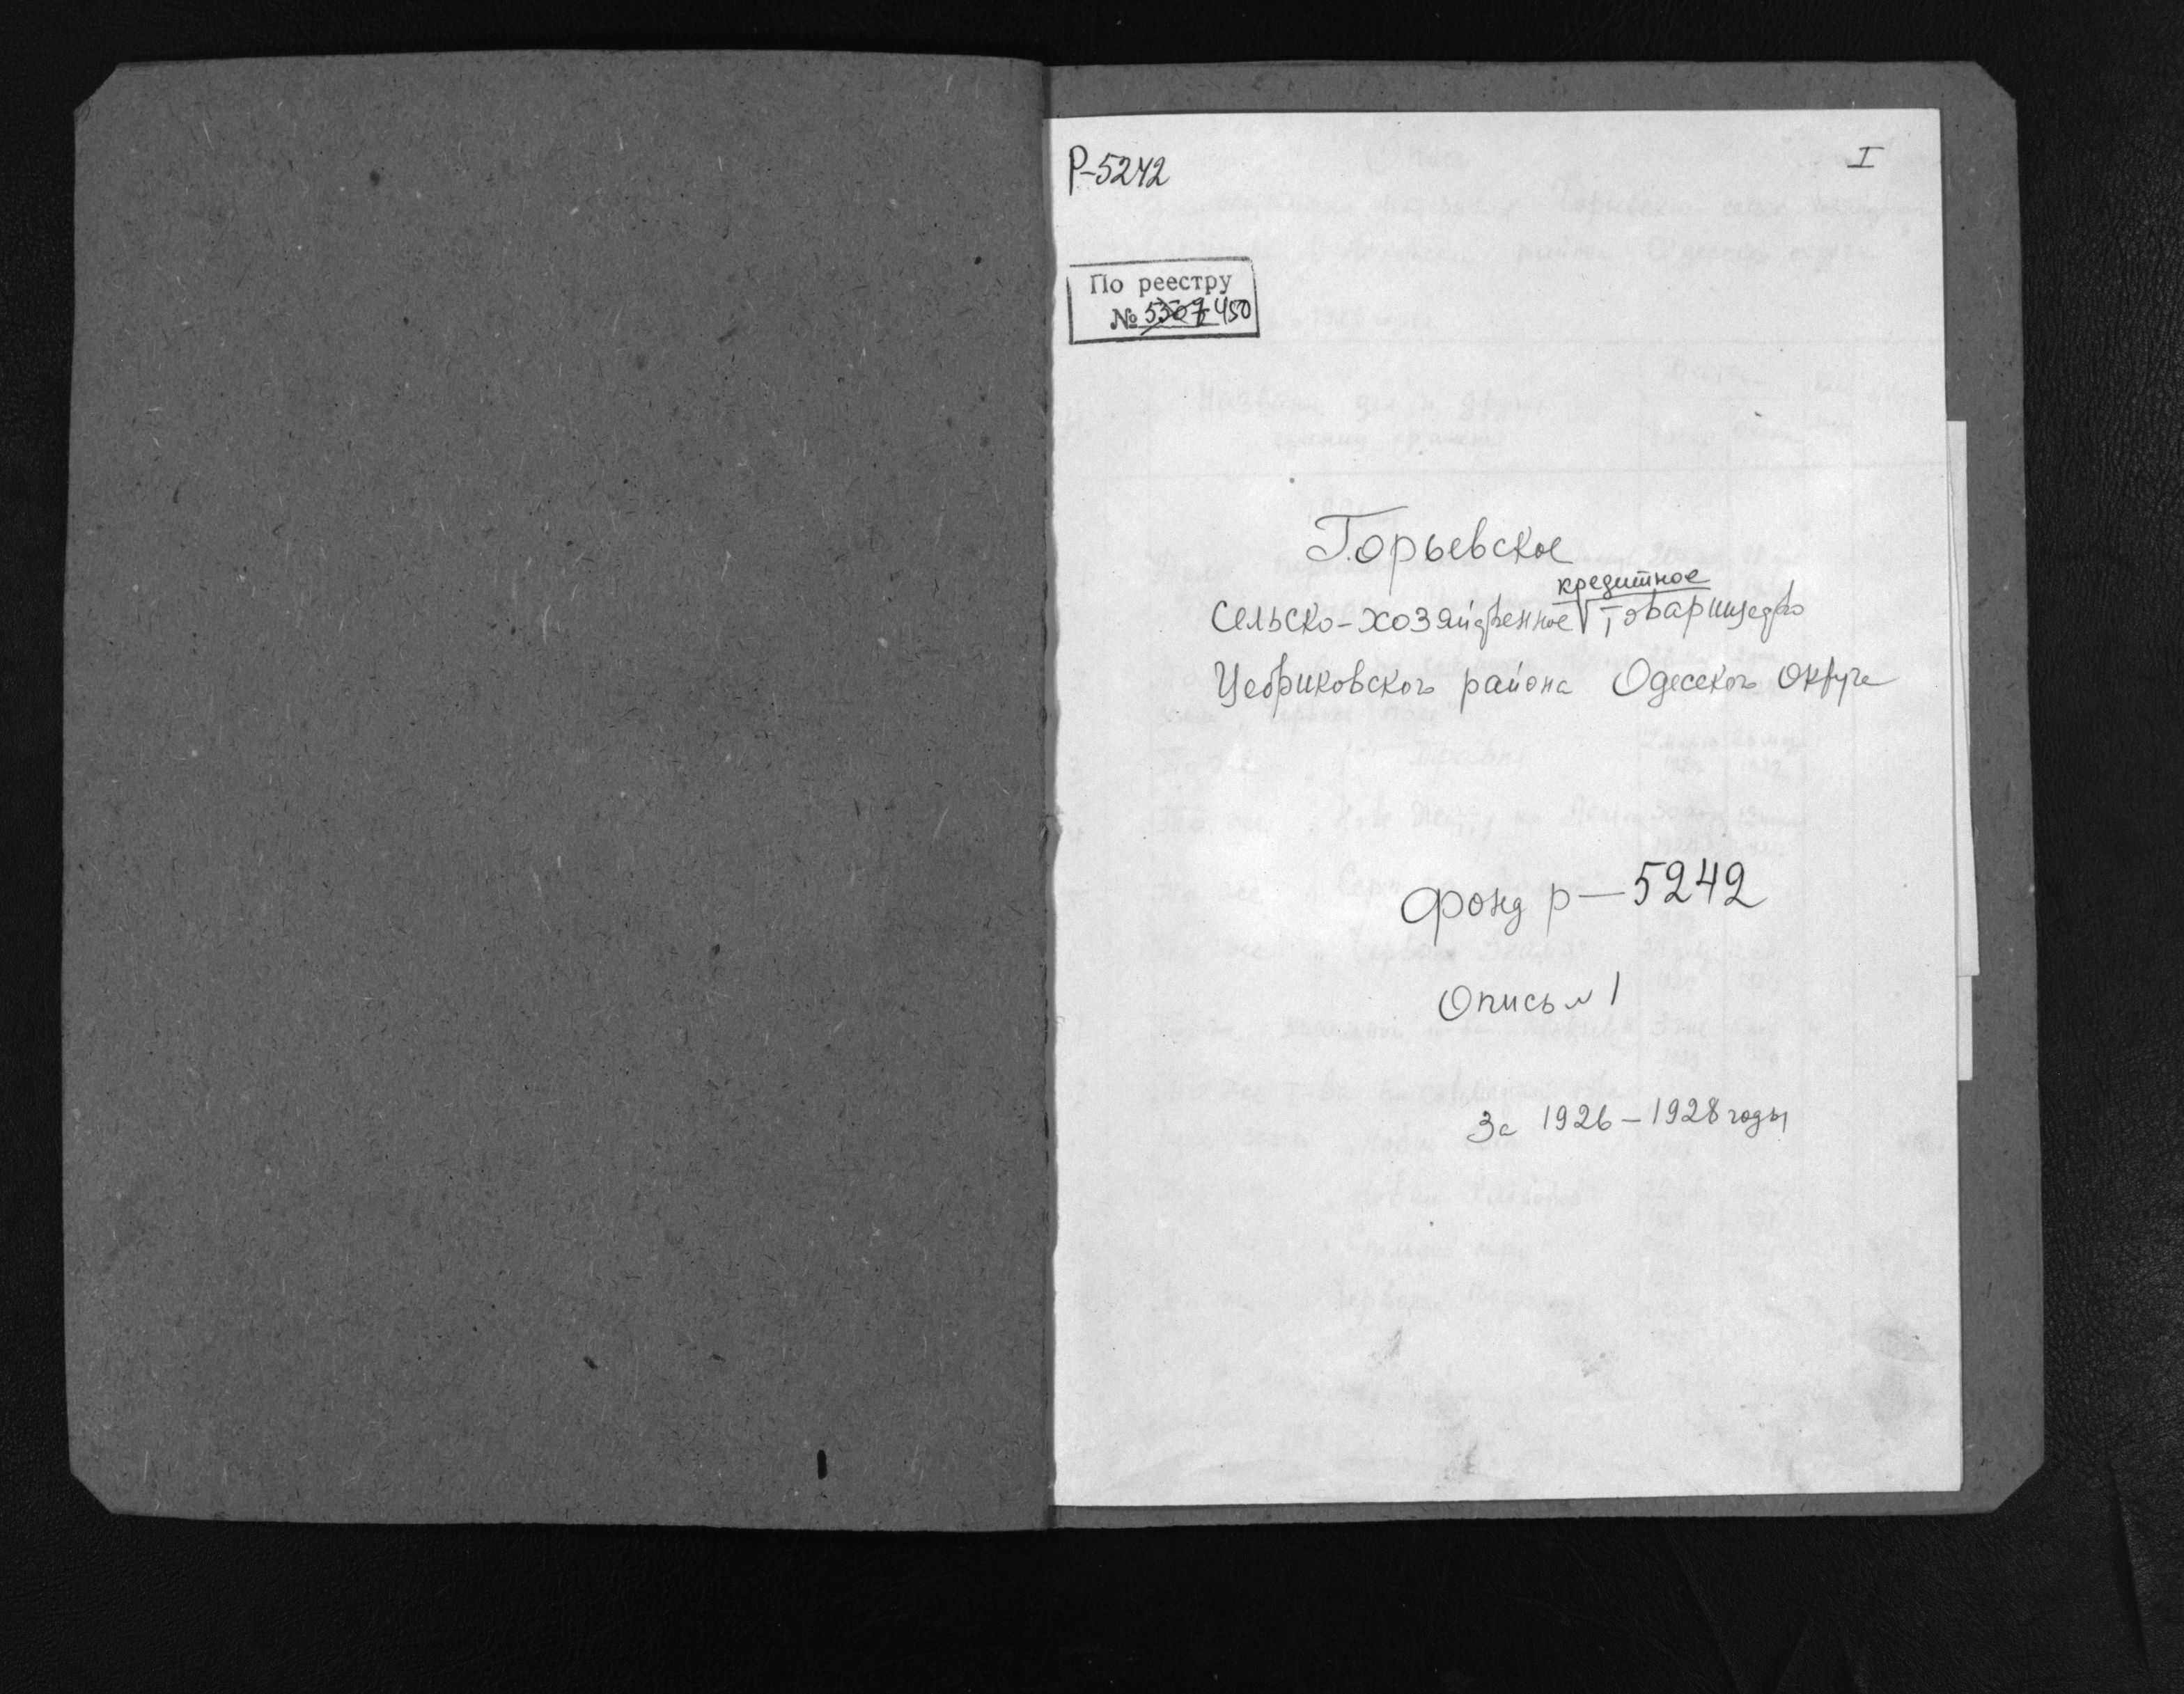 Р-5242
I
По реестру
№ 5307 450
Горьевское
кредитное
Сельско-хозяйственное товарищество
Цебриковского района Одесского округа
Фонд р-5242
Опись № 1
За 1926-1928 годы